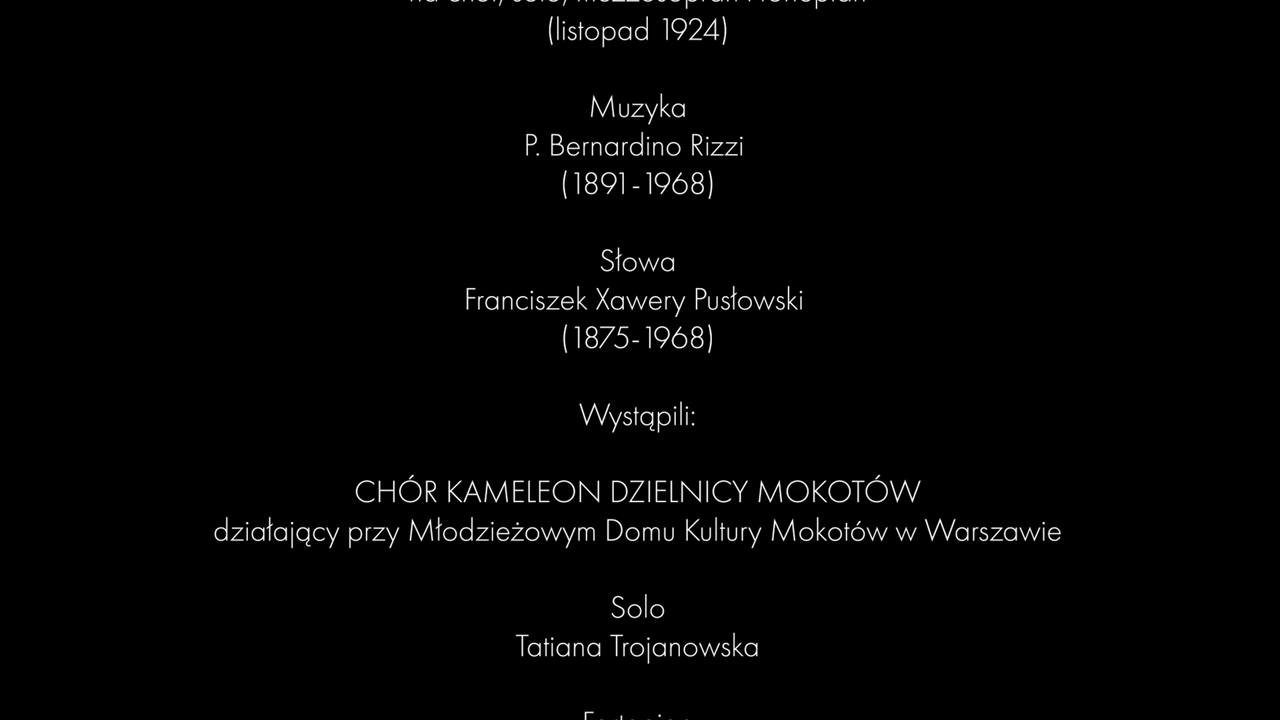 (listopad 1924)
Muzyka
P. Bernardino Rizzi
(1891-1968)
Słowa
Franciszek Xawery Pusłowski
(1875-1968)
Wystąpili:
CHÓR KAMELEON DZIELNICY MOKOTÓW
działający przy Młodzieżowym Domu Kultury Mokotów w Warszawie
Solo
Tatiana Trojanowska